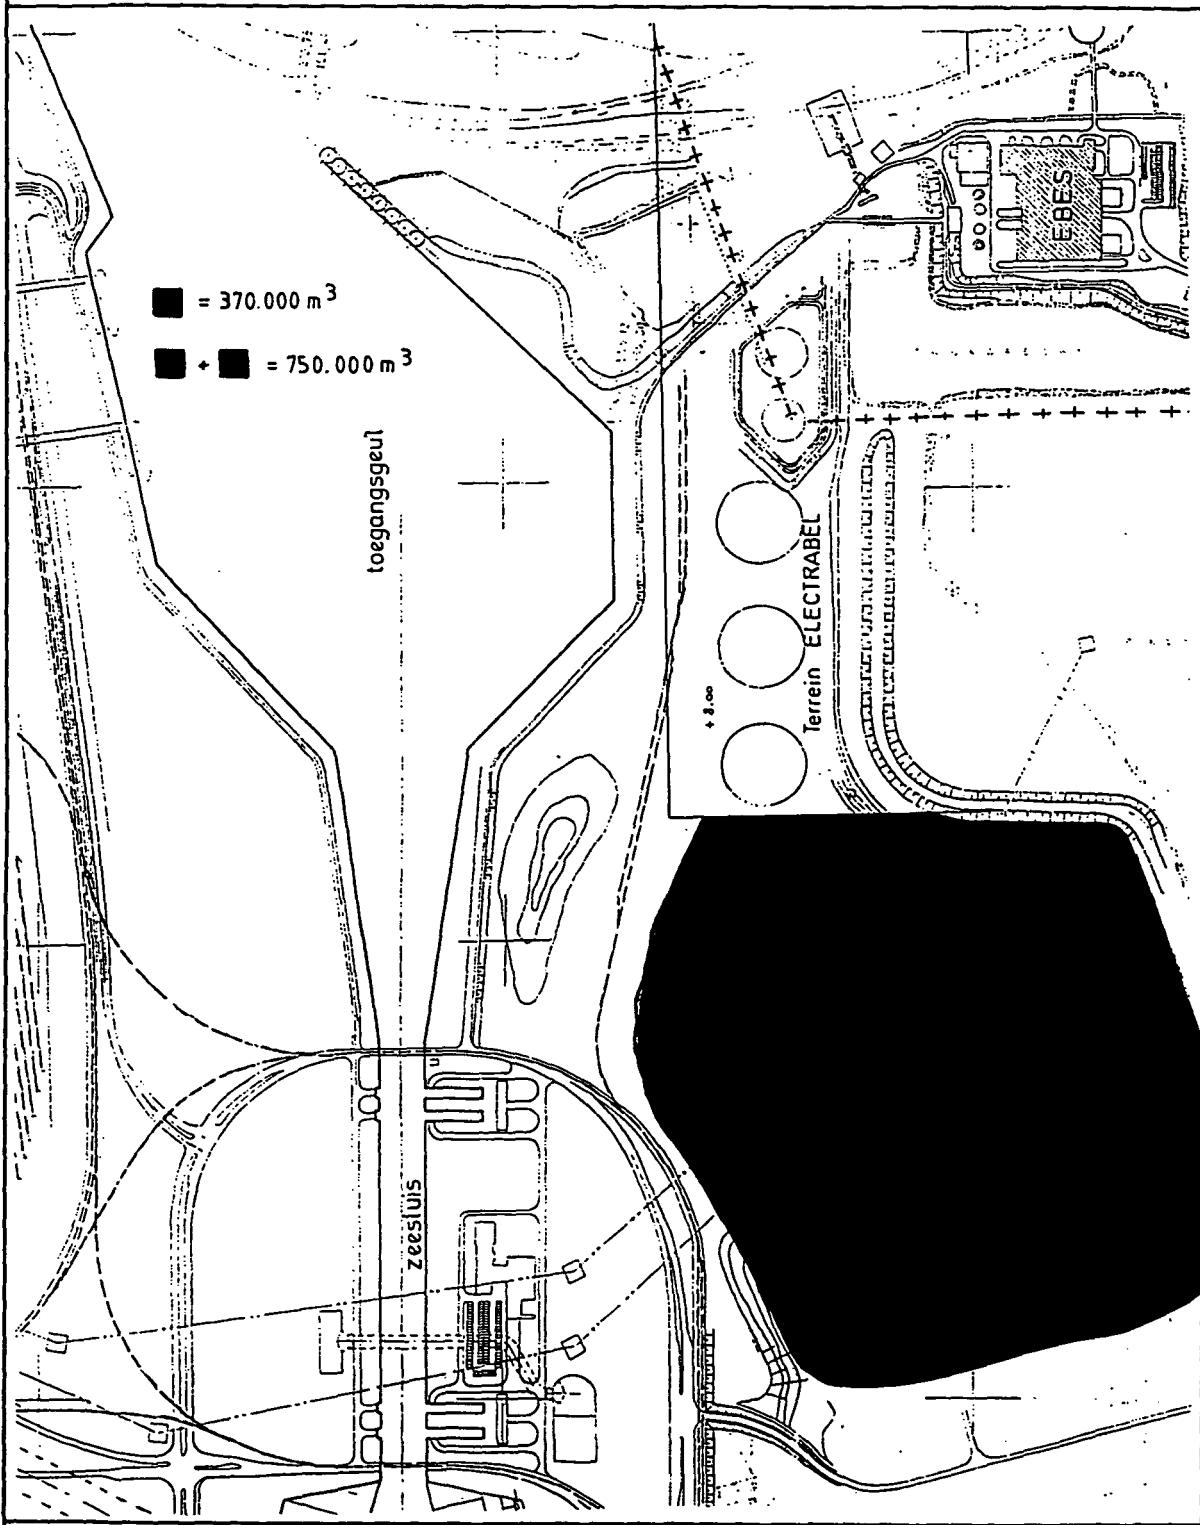 EBES
= 370.000 m³
+ = 750.000 m³
toegangsgeul
Terrein ELECTRABEL
+ 8.00
zeesluis